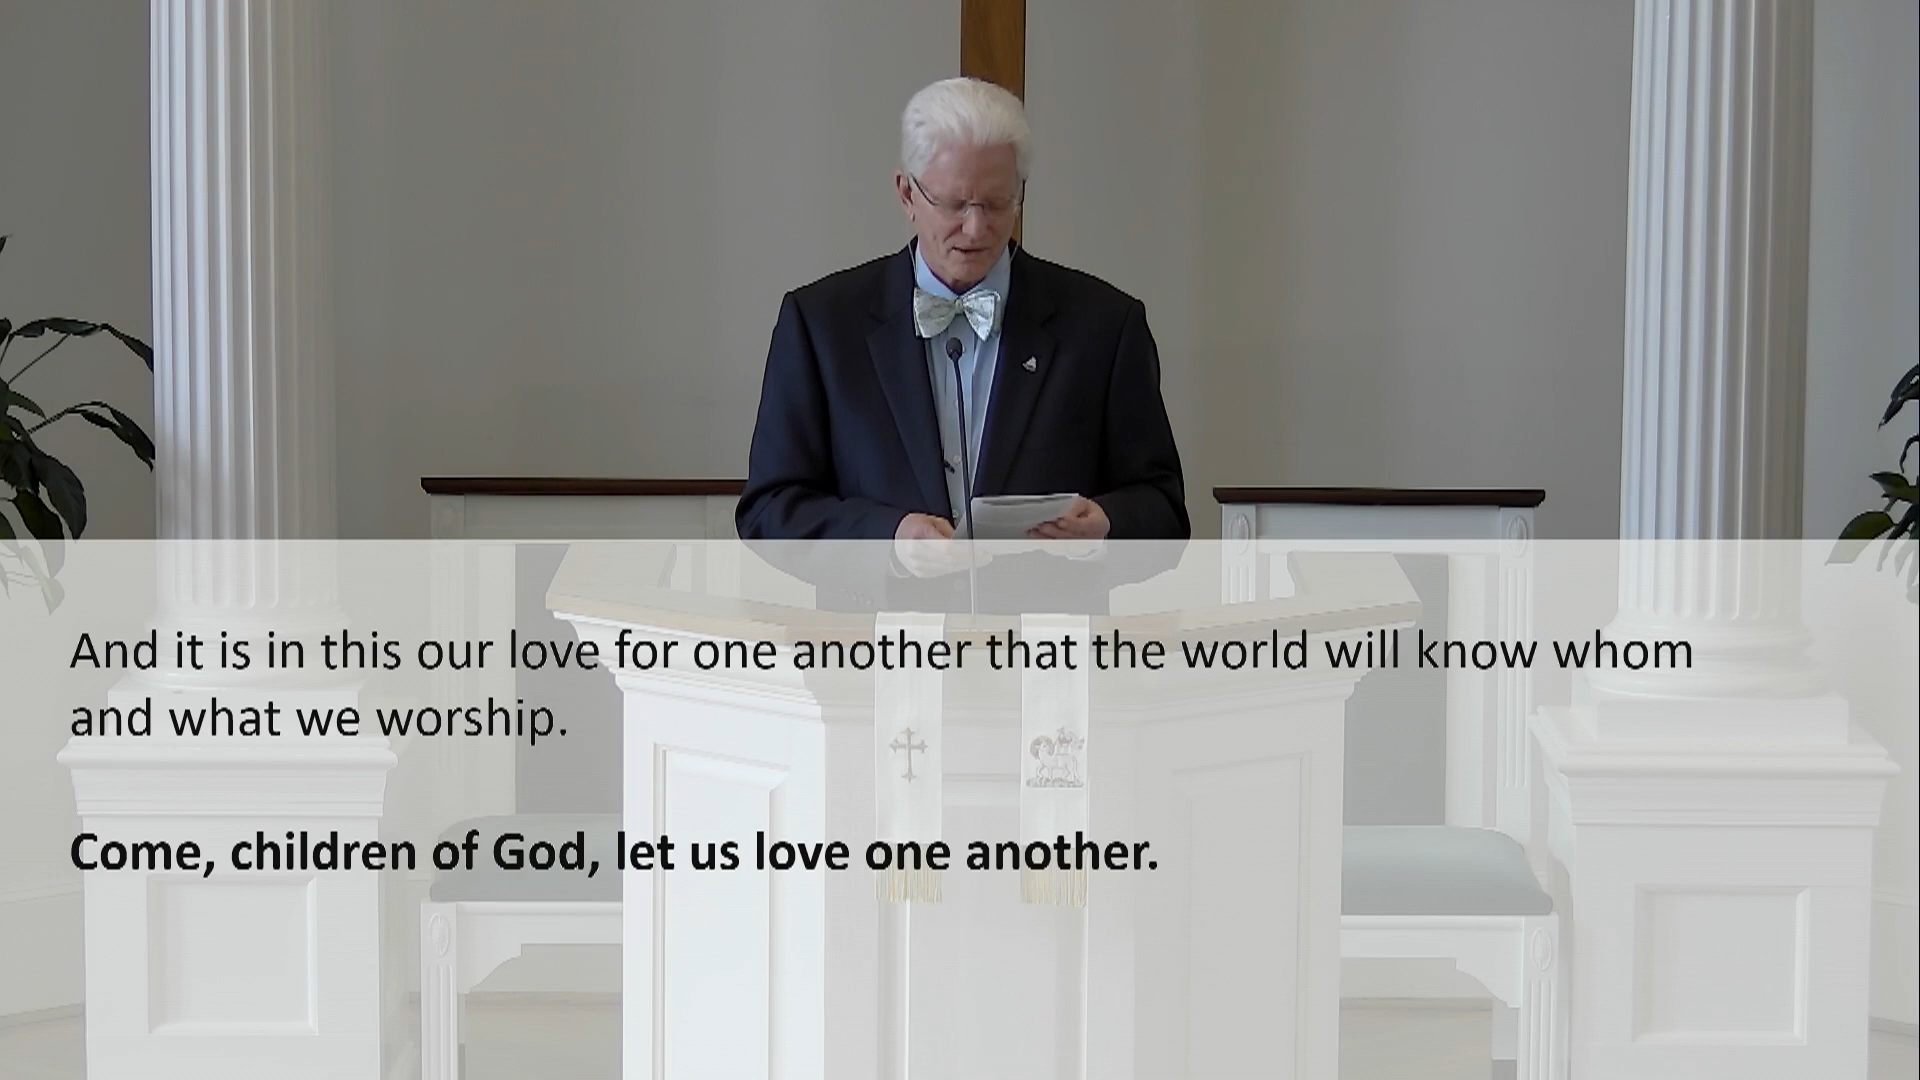 And it is in this our love for one another that the world will know whom
and what we worship.
Come, children of God, let us love one another.